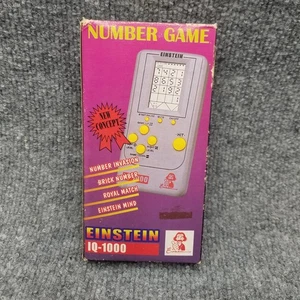 NUMBER GAME
EINSTEIN
NEW
CONCEPT
NUMBER INVASION
BRICK NUMBER
ROYAL MATCH
EINSTEIN MIND
EINSTEIN
IQ-1000